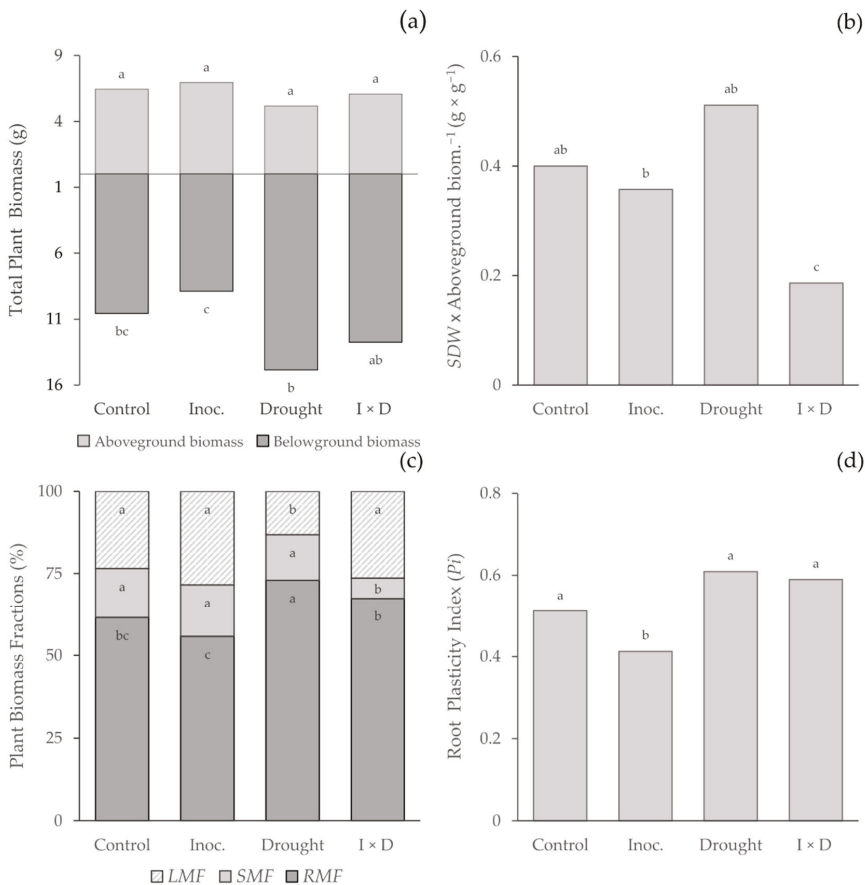 (a)
Total Plant Biomass (g)
9
4
1
6
11
16
a a a a
bc c b ab
Control Inoc. Drought I × D
Aboveground biomass Belowground biomass
(b)
SDW x Aboveground biom.⁻¹ (g × g⁻¹)
0.6
0.4
0.2
0
ab b ab c
Control Inoc. Drought I × D
(c)
Plant Biomass Fractions (%)
100
75
50
25
0
a a b a
a a a b
bc c a b
Control Inoc. Drought I × D
LMF SMF RMF
(d)
Root Plasticity Index (Pi)
0.8
0.6
0.4
0.2
0
a b a a
Control Inoc. Drought I × D